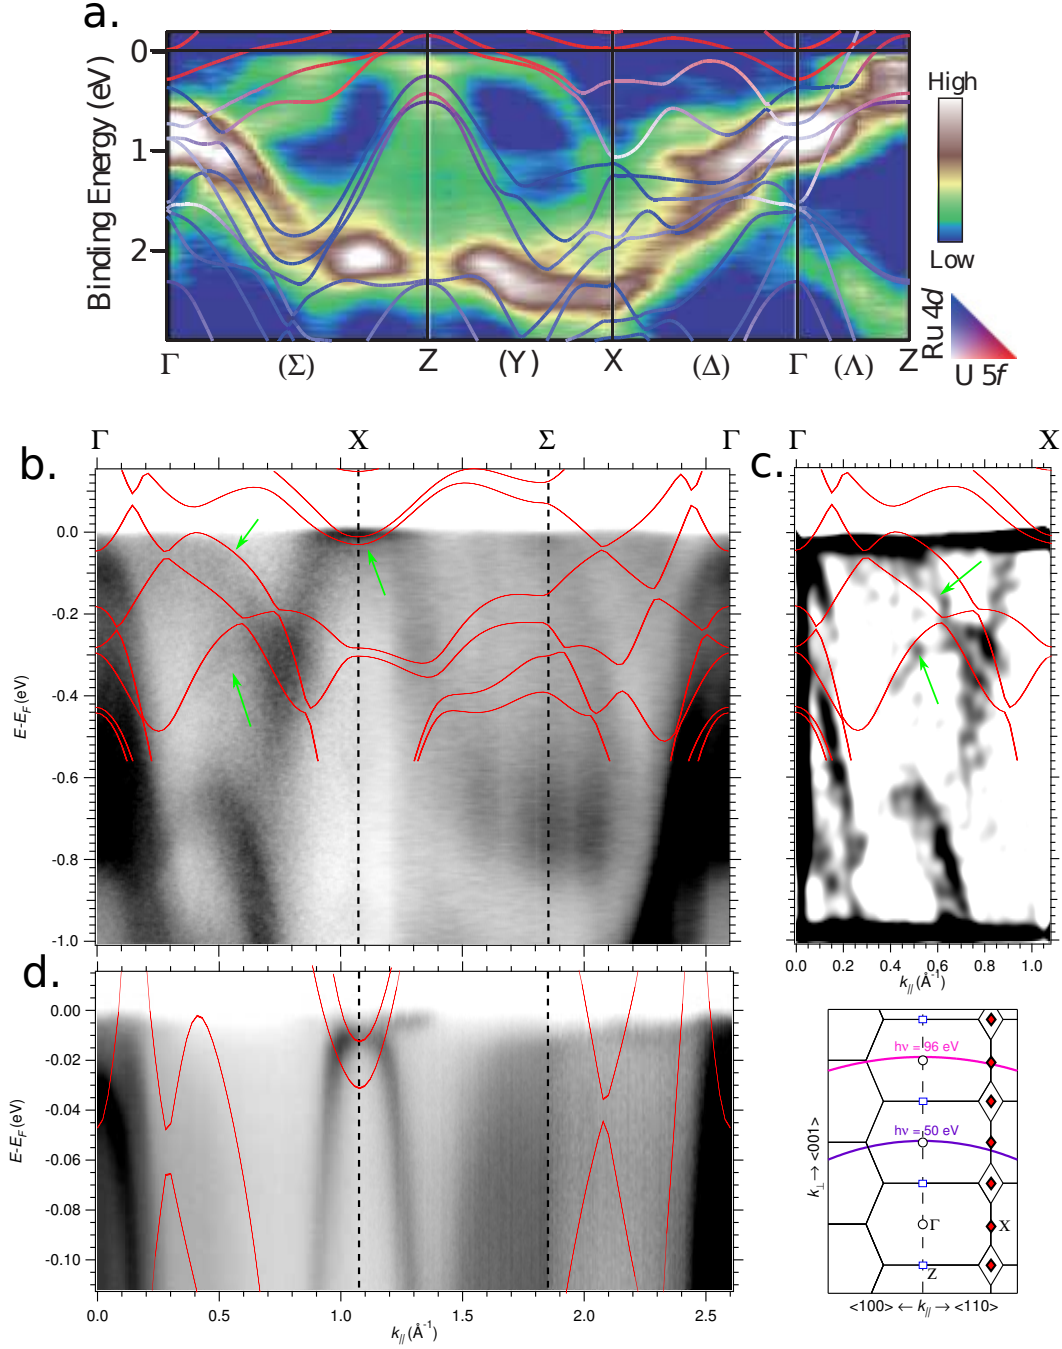 a.
Binding Energy (eV)
0
1
2
Γ (Σ) Z (Y) X (Δ) Γ (Λ) Z
High
Low
Ru 4d
U 5f
b.
Γ X Σ Γ
E-E_F (eV)
0.0
-0.2
-0.4
-0.6
-0.8
-1.0
c.
Γ X
0.0 0.2 0.4 0.6 0.8 1.0
k_// (Å⁻¹)
d.
E-E_F (eV)
0.00
-0.02
-0.04
-0.06
-0.08
-0.10
0.0 0.5 1.0 1.5 2.0 2.5
k_// (Å⁻¹)
hν = 96 eV
hν = 50 eV
Γ X
Z
k_⊥ → <001>
<100> ← k_// → <110>